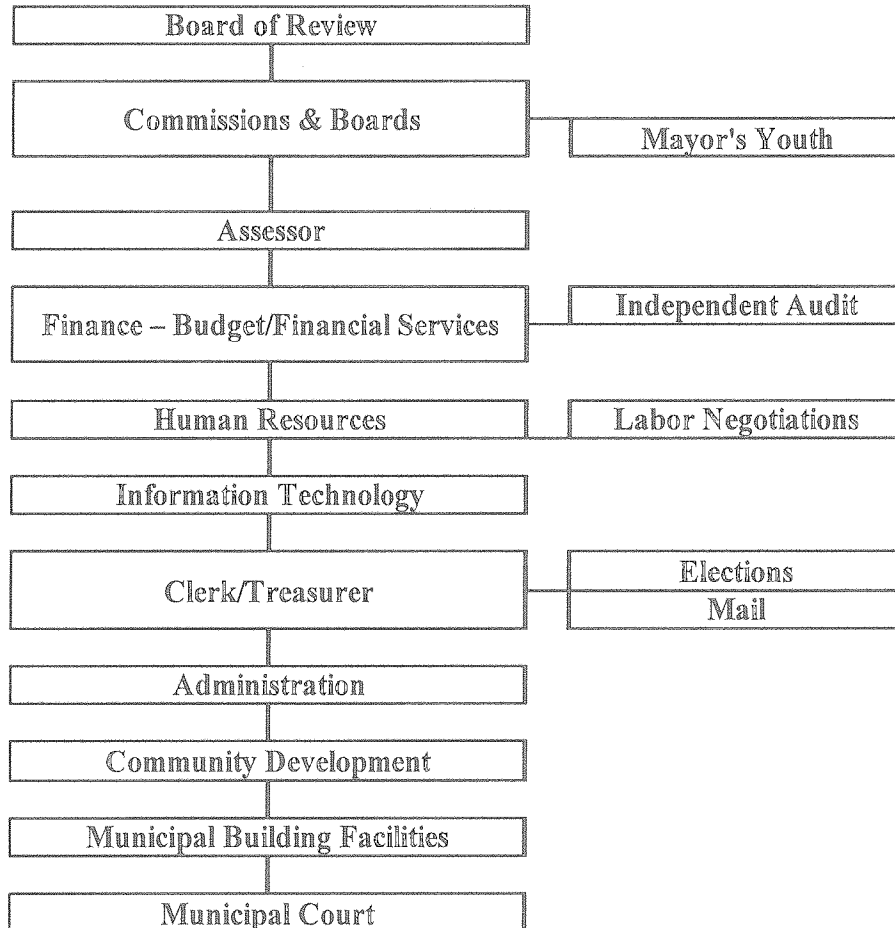 Board of Review
Commissions & Boards
Mayor's Youth
Assessor
Finance – Budget/Financial Services
Independent Audit
Human Resources
Labor Negotiations
Information Technology
Clerk/Treasurer
Elections
Mail
Administration
Community Development
Municipal Building Facilities
Municipal Court